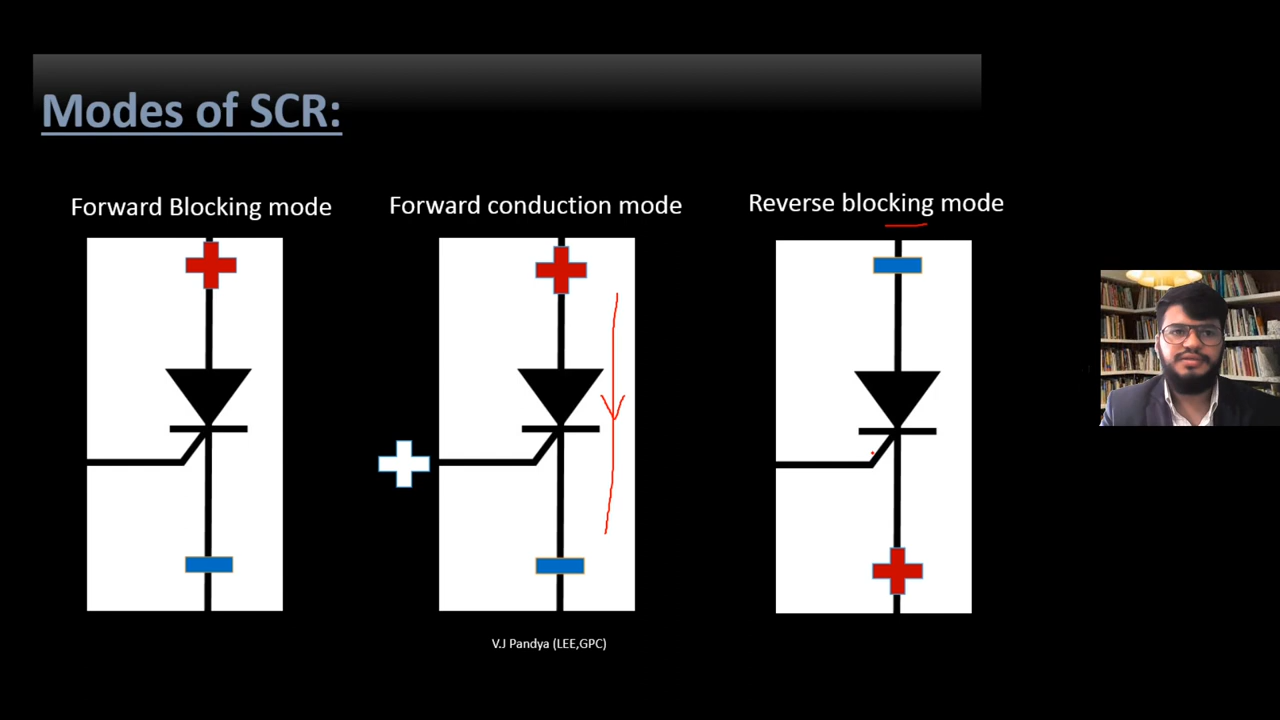 Modes of SCR:
Forward Blocking mode
Forward conduction mode
Reverse blocking mode
V.J Pandya (LEE,GPC)